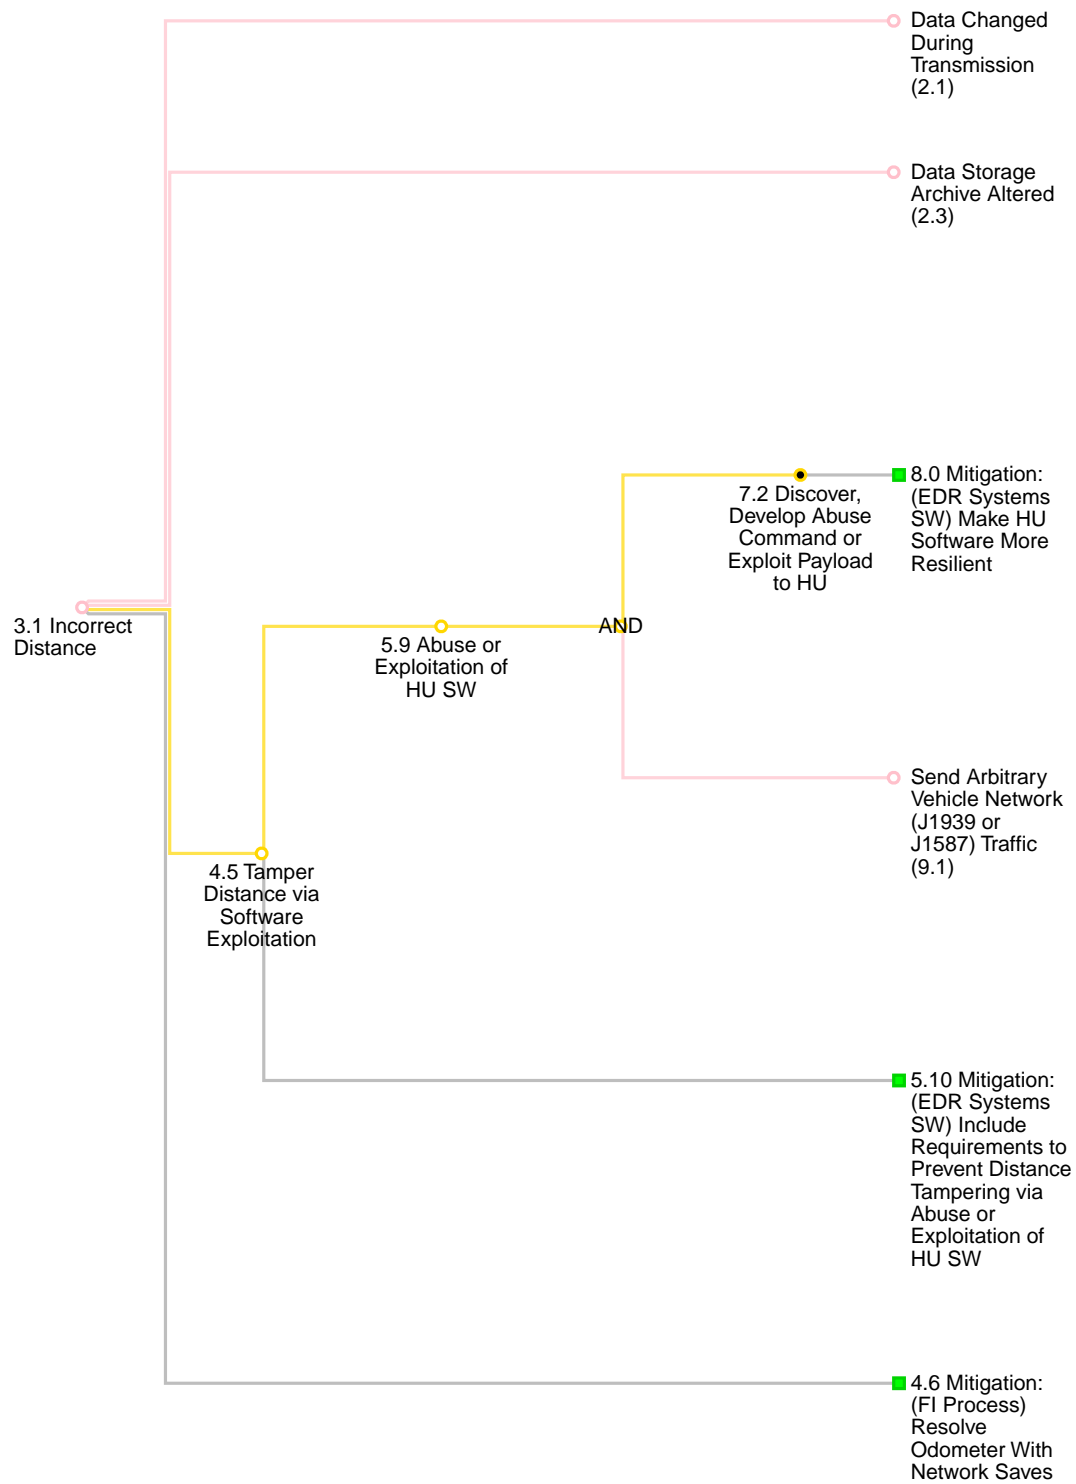 Data Changed
During
Transmission
(2.1)
Data Storage
Archive Altered
(2.3)
8.0 Mitigation:
(EDR Systems
SW) Make HU
Software More
Resilient
7.2 Discover,
Develop Abuse
Command or
Exploit Payload
to HU
3.1 Incorrect
Distance
AND
5.9 Abuse or
Exploitation of
HU SW
Send Arbitrary
Vehicle Network
(J1939 or
J1587) Traffic
(9.1)
4.5 Tamper
Distance via
Software
Exploitation
5.10 Mitigation:
(EDR Systems
SW) Include
Requirements to
Prevent Distance
Tampering via
Abuse or
Exploitation of
HU SW
4.6 Mitigation:
(FI Process)
Resolve
Odometer With
Network Saves